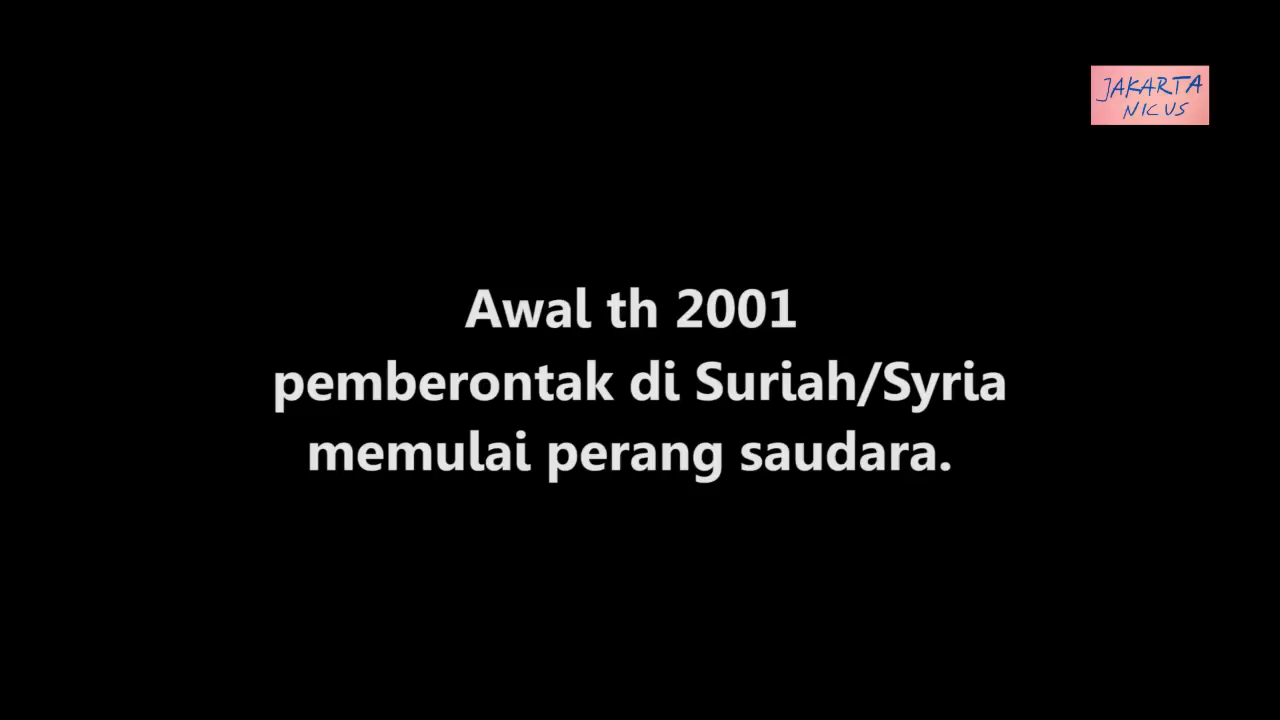 JAKARTA
NICUS
Awal th 2001
pemberontak di Suriah/Syria
memulai perang saudara.